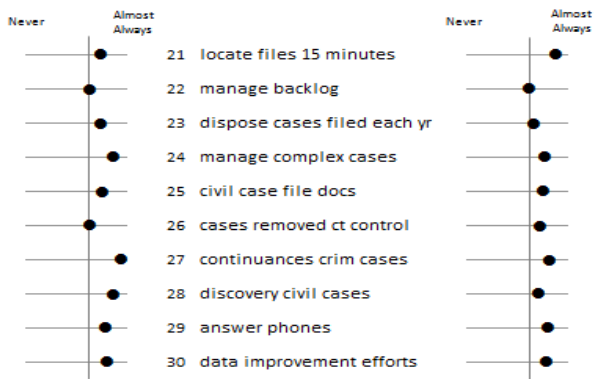 Never Almost Always Never Almost Always
21 locate files 15 minutes
22 manage backlog
23 dispose cases filed each yr
24 manage complex cases
25 civil case file docs
26 cases removed ct control
27 continuances crim cases
28 discovery civil cases
29 answer phones
30 data improvement efforts